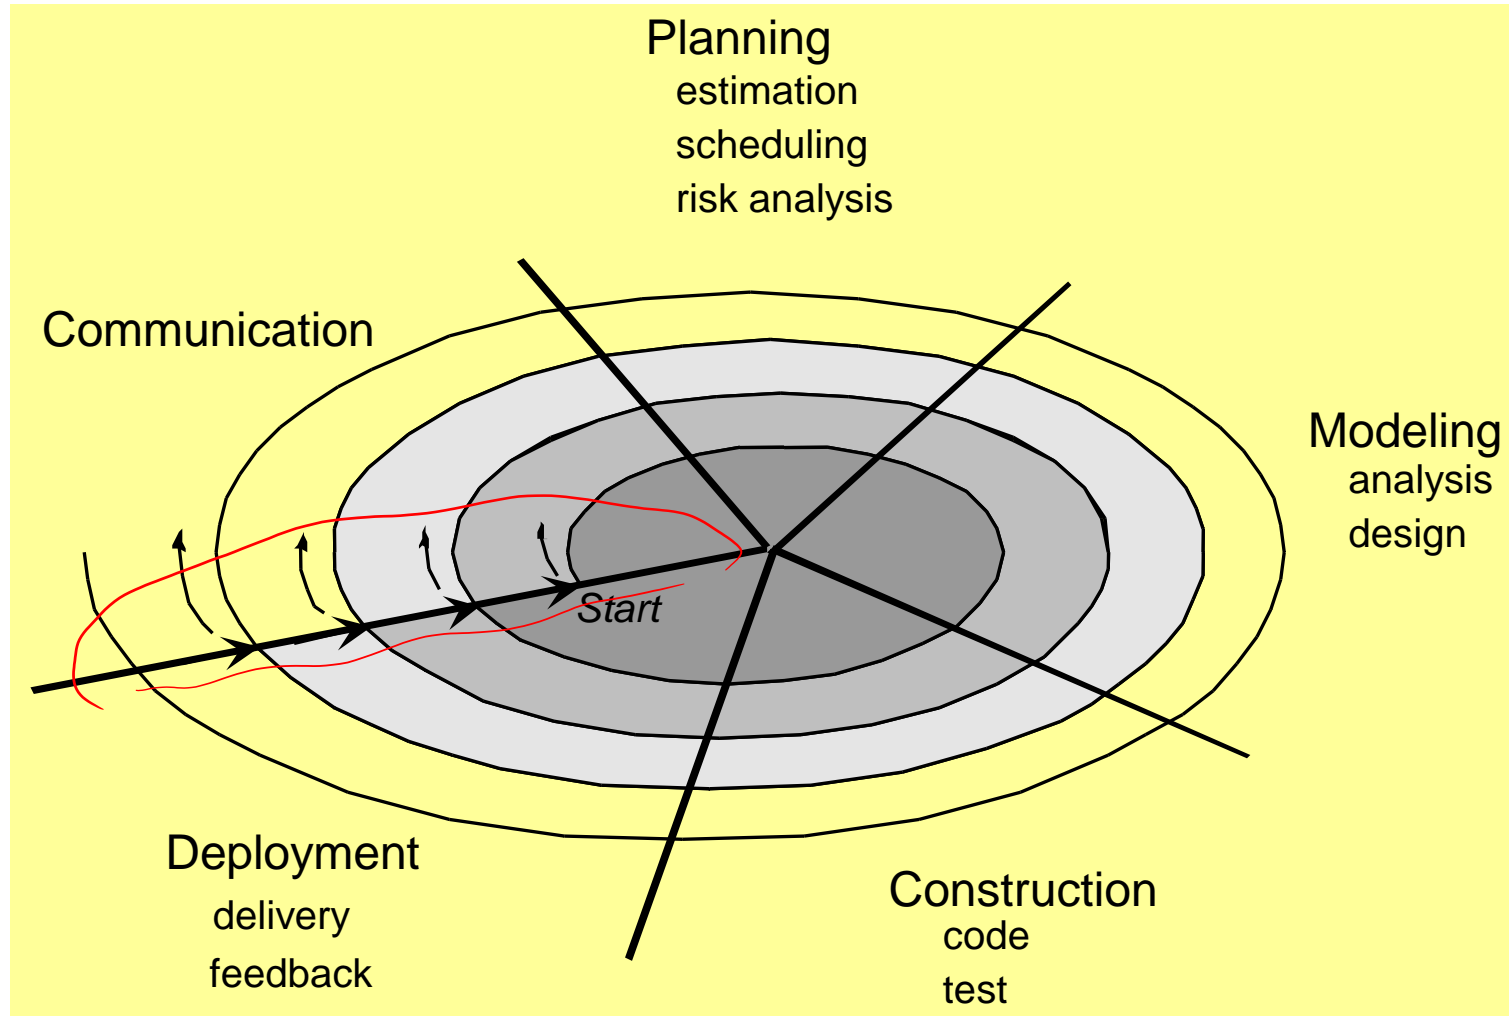 Planning
estimation
scheduling
risk analysis
Communication
Modeling
analysis
design
Start
Deployment
delivery
feedback
Construction
code
test